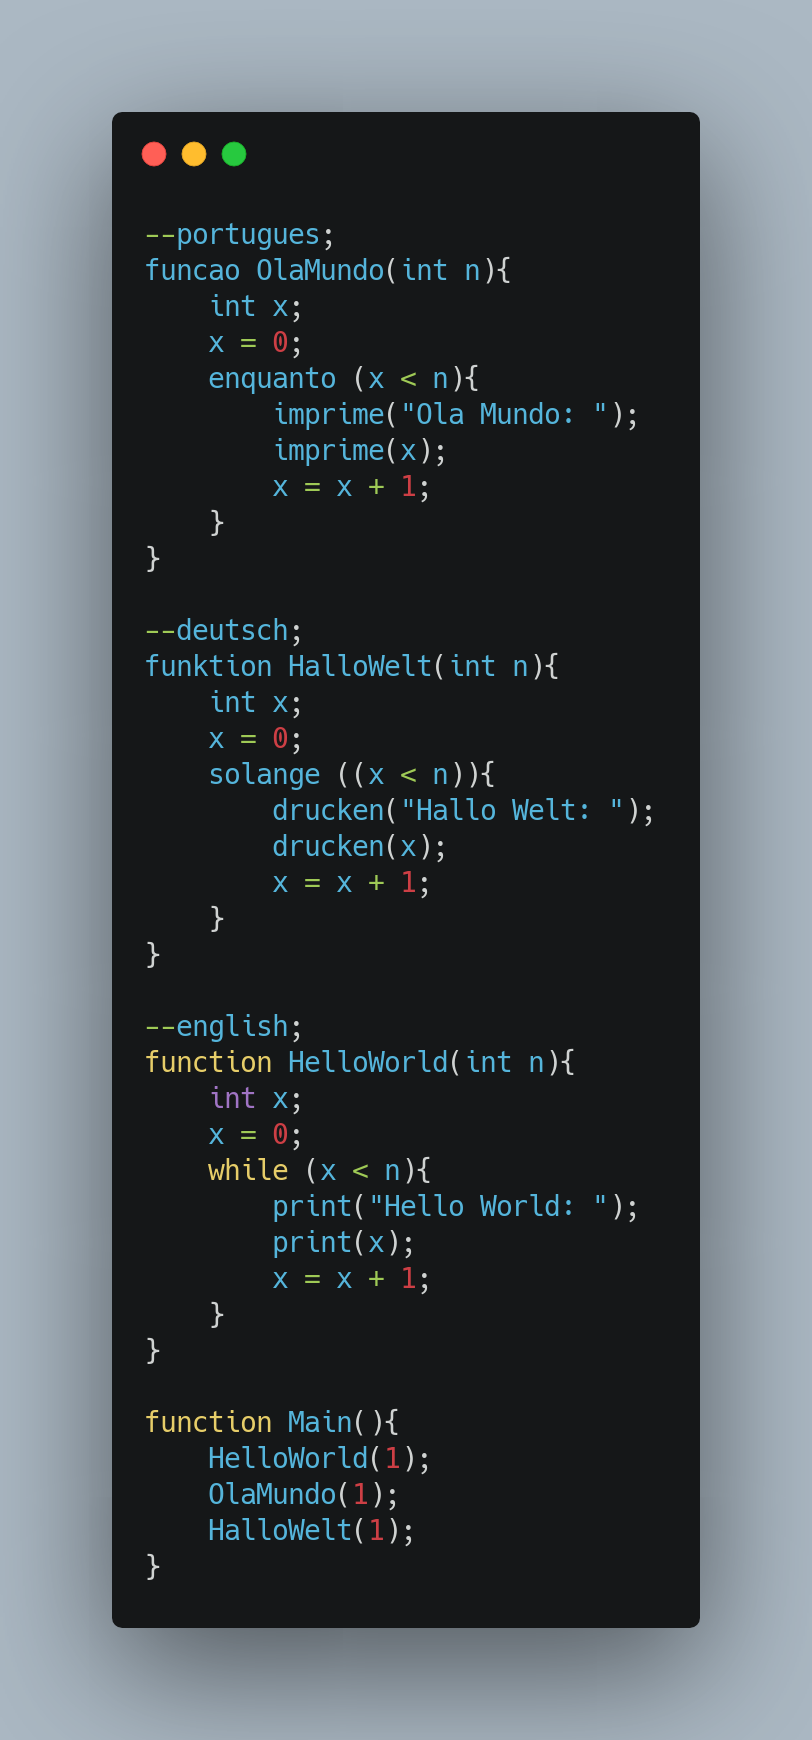 --portugues;
funcao OlaMundo(int n){
    int x;
    x = 0;
    enquanto (x < n){
        imprime("Ola Mundo: ");
        imprime(x);
        x = x + 1;
    }
}

--deutsch;
funktion HalloWelt(int n){
    int x;
    x = 0;
    solange ((x < n)){
        drucken("Hallo Welt: ");
        drucken(x);
        x = x + 1;
    }
}

--english;
function HelloWorld(int n){
    int x;
    x = 0;
    while (x < n){
        print("Hello World: ");
        print(x);
        x = x + 1;
    }
}

function Main(){
    HelloWorld(1);
    OlaMundo(1);
    HalloWelt(1);
}